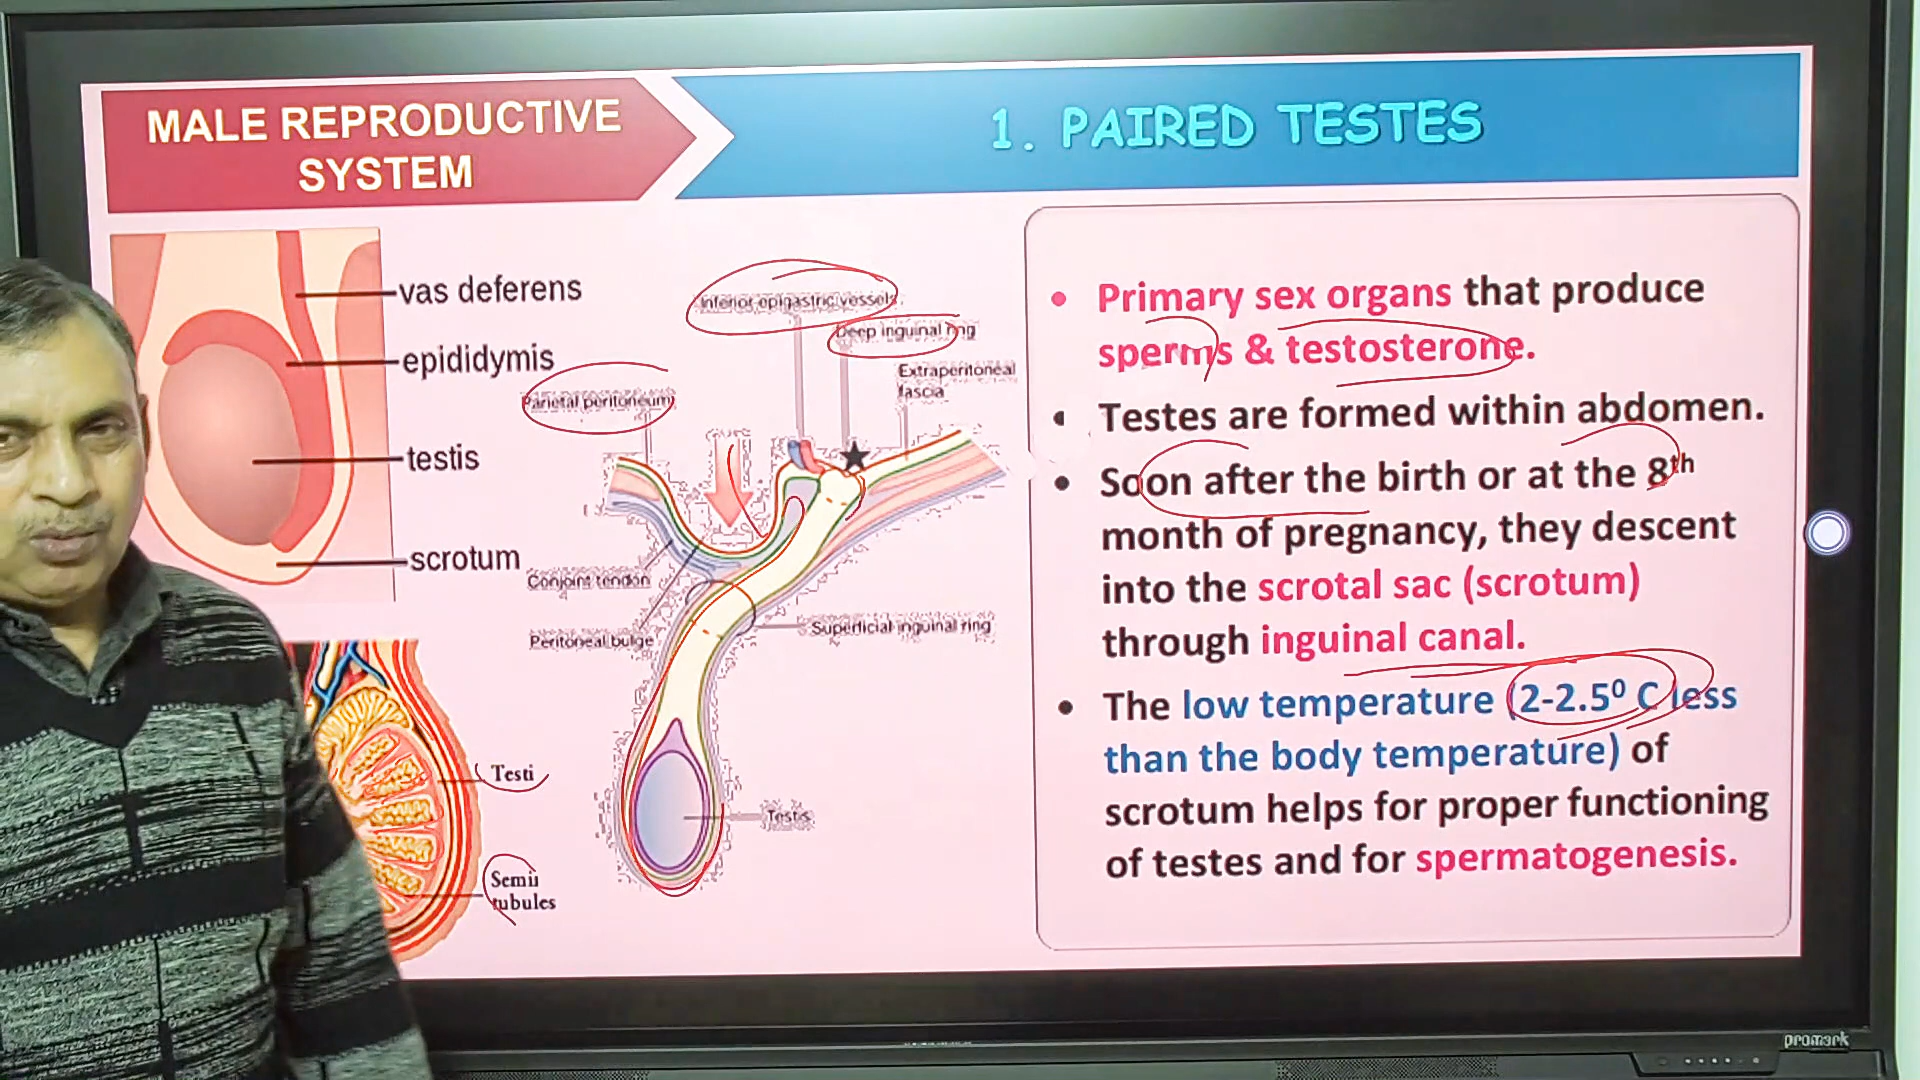 MALE REPRODUCTIVE
SYSTEM
1. PAIRED TESTES
vas deferens
epididymis
testis
scrotum
Inferior epigastric vessels
Deep inguinal ring
Extraperitoneal
fascia
Parietal peritoneum
Conjoint tendon
Peritoneal bulge
Superficial inguinal ring
Testis
Testi
Semii
tubules
• Primary sex organs that produce
sperms & testosterone.
• Testes are formed within abdomen.
• Soon after the birth or at the 8th
month of pregnancy, they descent
into the scrotal sac (scrotum)
through inguinal canal.
• The low temperature (2-2.5⁰ C less
than the body temperature) of
scrotum helps for proper functioning
of testes and for spermatogenesis.
promark